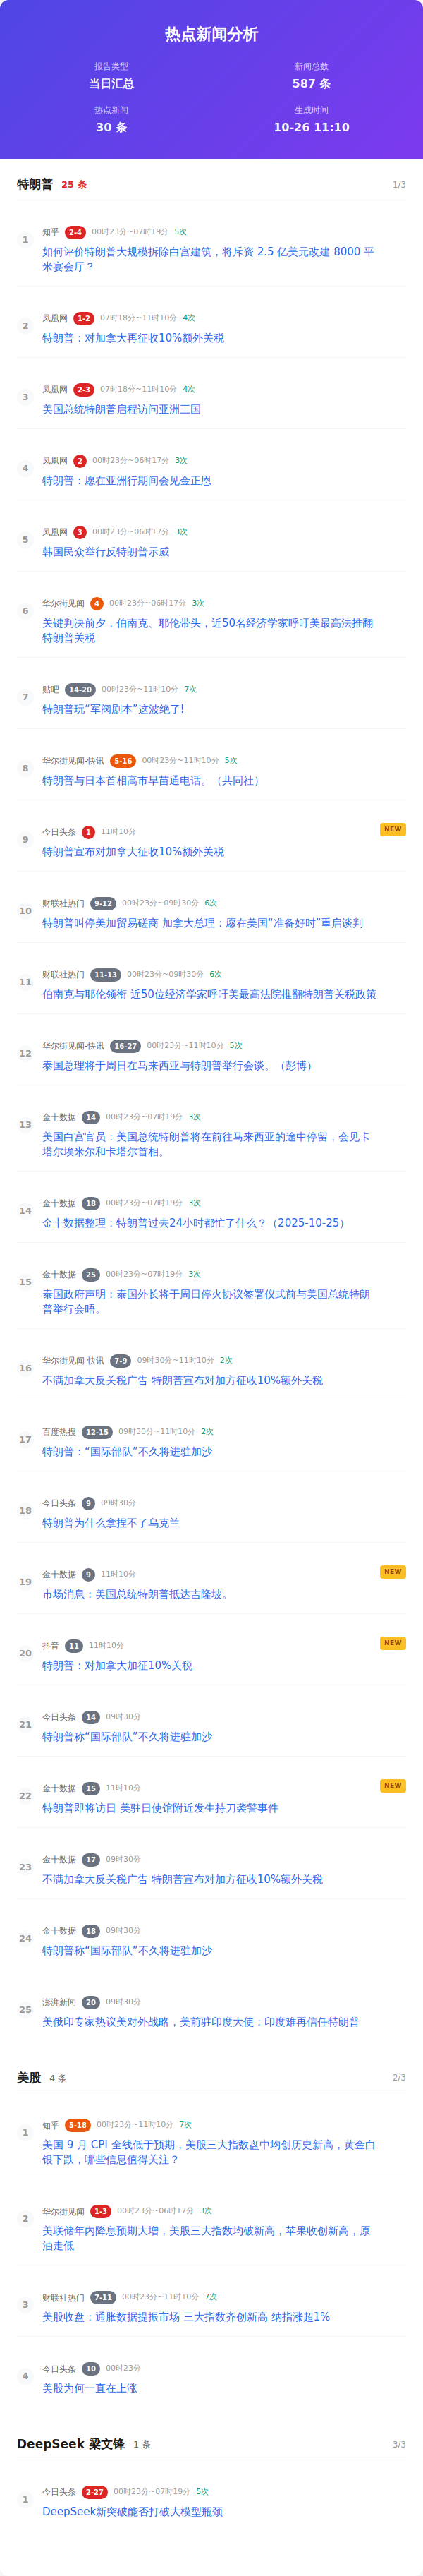 热点新闻分析
报告类型
新闻总数
当日汇总
587 条
热点新闻
生成时间
30 条
10-26 11:10
特朗普 25 条 1/3
1
知乎 2-4 00时23分~07时19分 5次
如何评价特朗普大规模拆除白宫建筑，将斥资 2.5 亿美元改建 8000 平
米宴会厅？
2
凤凰网 1-2 07时18分~11时10分 4次
特朗普：对加拿大再征收10%额外关税
3
凤凰网 2-3 07时18分~11时10分 4次
美国总统特朗普启程访问亚洲三国
4
凤凰网 2 00时23分~06时17分 3次
特朗普：愿在亚洲行期间会见金正恩
5
凤凰网 3 00时23分~06时17分 3次
韩国民众举行反特朗普示威
6
华尔街见闻 4 00时23分~06时17分 3次
关键判决前夕，伯南克、耶伦带头，近50名经济学家呼吁美最高法推翻
特朗普关税
7
贴吧 14-20 00时23分~11时10分 7次
特朗普玩“军阀剧本”这波绝了!
8
华尔街见闻-快讯 5-16 00时23分~11时10分 5次
特朗普与日本首相高市早苗通电话。（共同社）
9
今日头条 1 11时10分 NEW
特朗普宣布对加拿大征收10%额外关税
10
财联社热门 9-12 00时23分~09时30分 6次
特朗普叫停美加贸易磋商 加拿大总理：愿在美国“准备好时”重启谈判
11
财联社热门 11-13 00时23分~09时30分 6次
伯南克与耶伦领衔 近50位经济学家呼吁美最高法院推翻特朗普关税政策
12
华尔街见闻-快讯 16-27 00时23分~11时10分 5次
泰国总理将于周日在马来西亚与特朗普举行会谈。（彭博）
13
金十数据 14 00时23分~07时19分 3次
美国白宫官员：美国总统特朗普将在前往马来西亚的途中停留，会见卡
塔尔埃米尔和卡塔尔首相。
14
金十数据 18 00时23分~07时19分 3次
金十数据整理：特朗普过去24小时都忙了什么？（2025-10-25）
15
金十数据 25 00时23分~07时19分 3次
泰国政府声明：泰国外长将于周日停火协议签署仪式前与美国总统特朗
普举行会晤。
16
华尔街见闻-快讯 7-9 09时30分~11时10分 2次
不满加拿大反关税广告 特朗普宣布对加方征收10%额外关税
17
百度热搜 12-15 09时30分~11时10分 2次
特朗普：“国际部队”不久将进驻加沙
18
今日头条 9 09时30分
特朗普为什么拿捏不了乌克兰
19
金十数据 9 11时10分 NEW
市场消息：美国总统特朗普抵达吉隆坡。
20
抖音 11 11时10分 NEW
特朗普：对加拿大加征10%关税
21
今日头条 14 09时30分
特朗普称“国际部队”不久将进驻加沙
22
金十数据 15 11时10分 NEW
特朗普即将访日 美驻日使馆附近发生持刀袭警事件
23
金十数据 17 09时30分
不满加拿大反关税广告 特朗普宣布对加方征收10%额外关税
24
金十数据 18 09时30分
特朗普称“国际部队”不久将进驻加沙
25
澎湃新闻 20 09时30分
美俄印专家热议美对外战略，美前驻印度大使：印度难再信任特朗普
美股 4 条 2/3
1
知乎 5-18 00时23分~11时10分 7次
美国 9 月 CPI 全线低于预期，美股三大指数盘中均创历史新高，黄金白
银下跌，哪些信息值得关注？
2
华尔街见闻 1-3 00时23分~06时17分 3次
美联储年内降息预期大增，美股三大指数均破新高，苹果收创新高，原
油走低
3
财联社热门 7-11 00时23分~11时10分 7次
美股收盘：通胀数据提振市场 三大指数齐创新高 纳指涨超1%
4
今日头条 10 00时23分
美股为何一直在上涨
DeepSeek 梁文锋 1 条 3/3
1
今日头条 2-27 00时23分~07时19分 5次
DeepSeek新突破能否打破大模型瓶颈